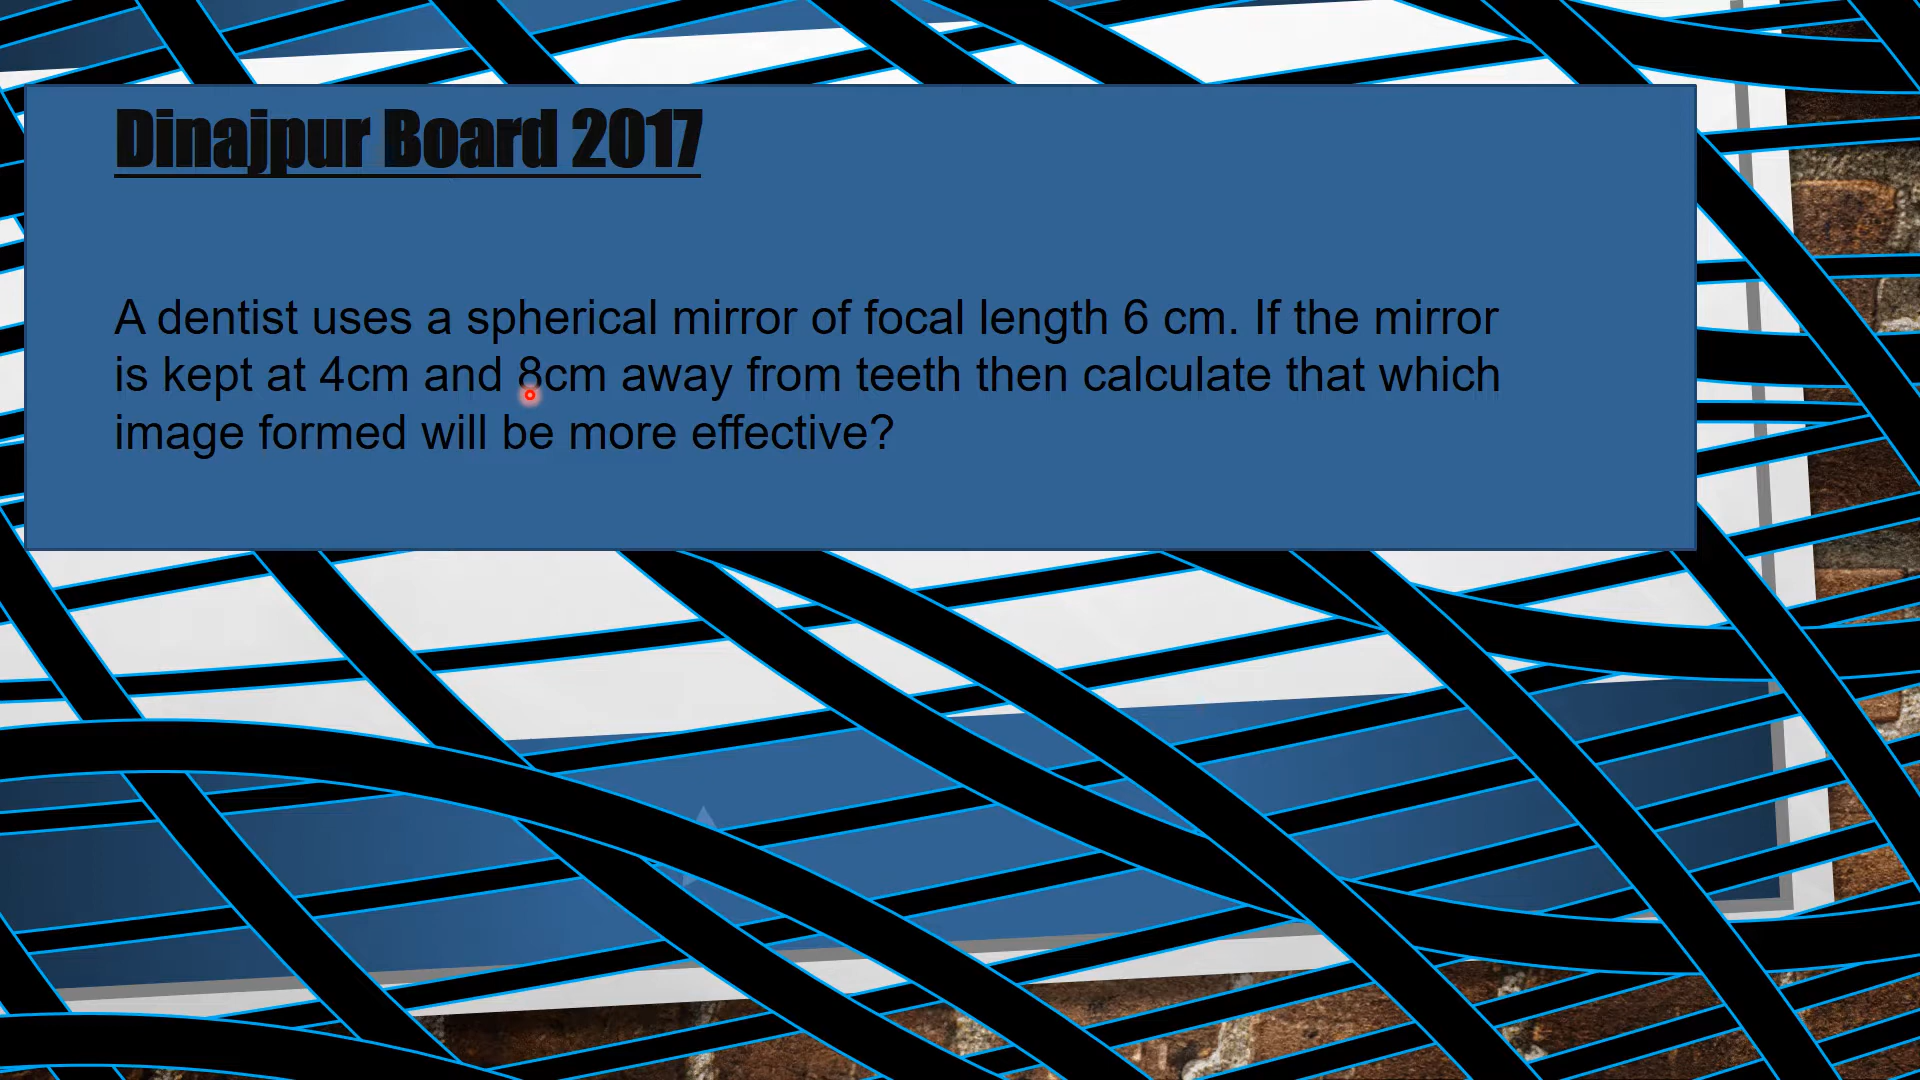 Dinajpur Board 2017
A dentist uses a spherical mirror of focal length 6 cm. If the mirror
is kept at 4cm and 8cm away from teeth then calculate that which
image formed will be more effective?